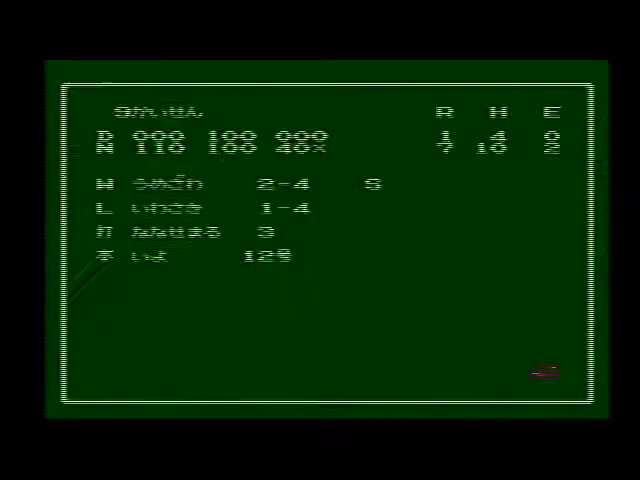 9かいせん R H E
D 000 100 000 1 4 0
N 110 100 40x 7 10 2
W うめざわ 2-4 S
L いわさき 1-4
打 ななせまる 3
本 いよ 12号